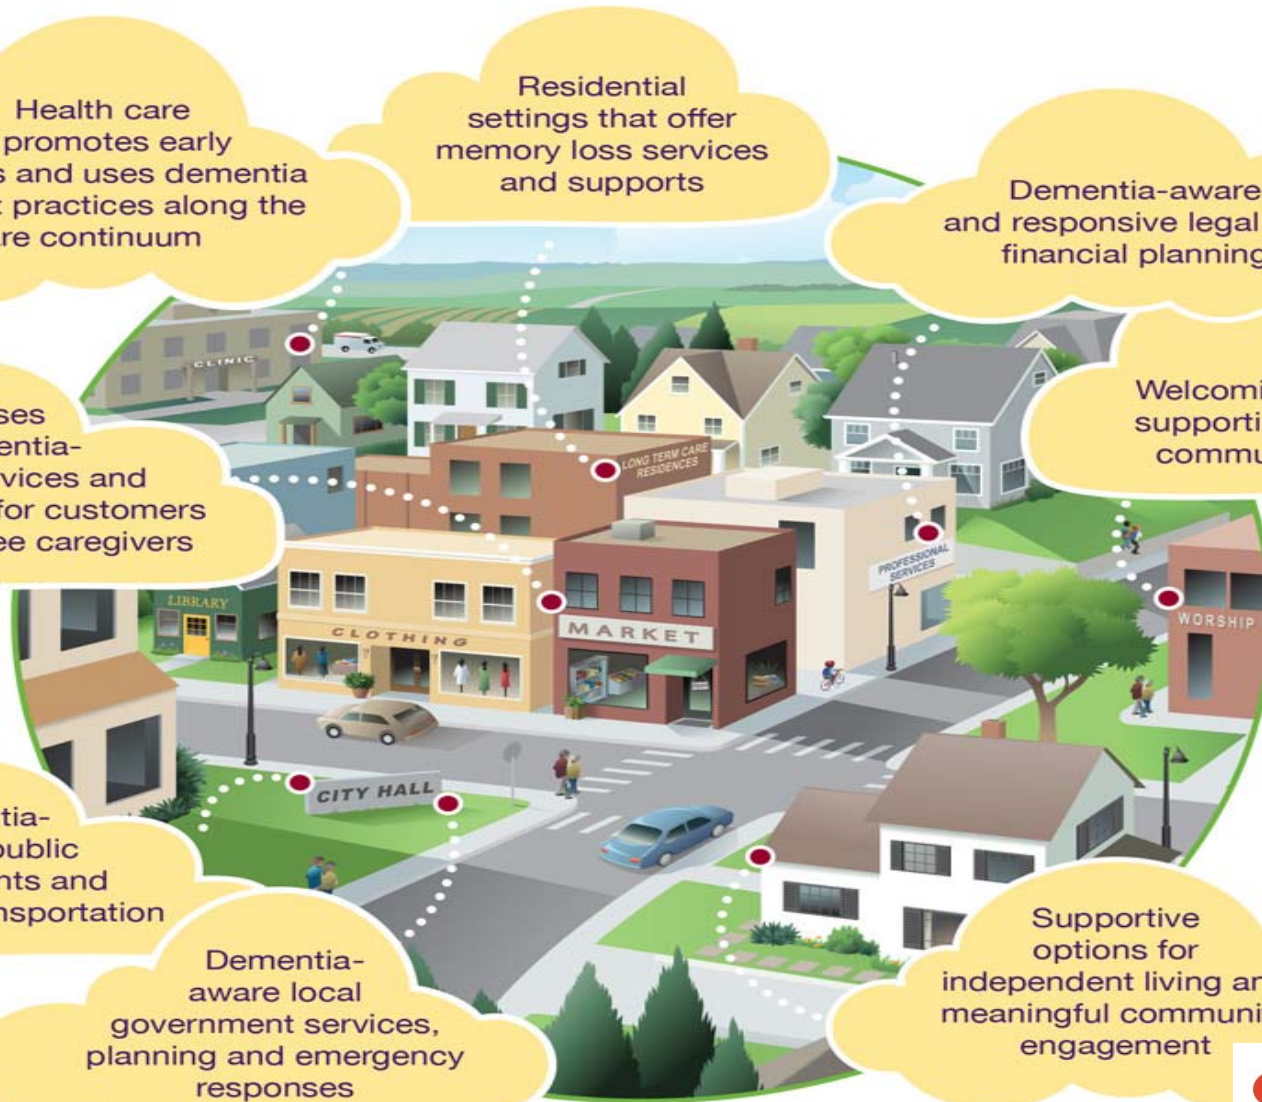 Health care
promotes early
and uses dementia
practices along the
continuum
Residential
settings that offer
memory loss services
and supports
Dementia-aware
and responsive legal
financial planning
Welcomi
supporti
commu
ses
entia-
vices and
for customers
ee caregivers
CLINIC
LONG TERM CARE
RESIDENCES
PROFESSIONAL
SERVICES
LIBRARY
CLOTHING
MARKET
WORSHIP
CITY HALL
tia-
public
nts and
nsportation
Dementia-
aware local
government services,
planning and emergency
responses
Supportive
options for
independent living an
meaningful communi
engagement